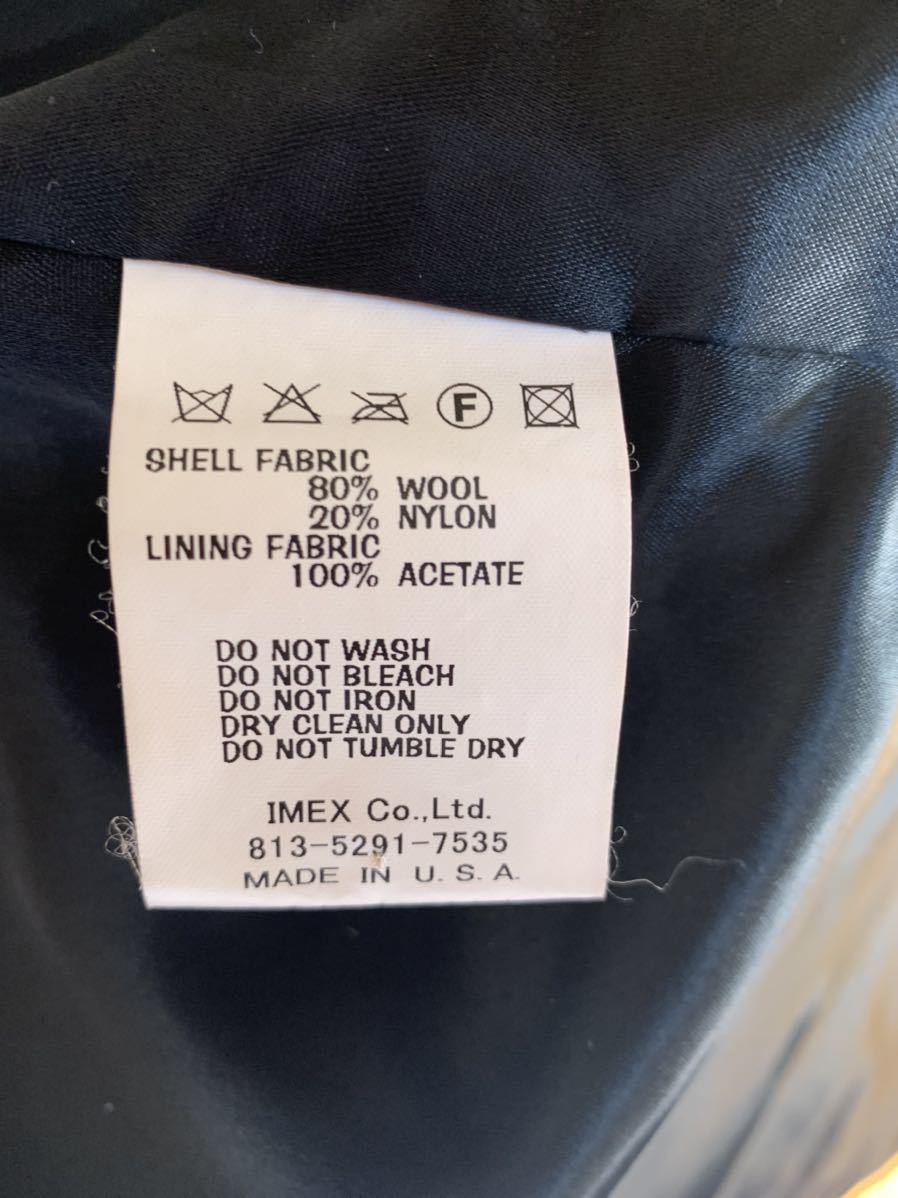 F
SHELL FABRIC
80% WOOL
20% NYLON
LINING FABRIC
100% ACETATE
DO NOT WASH
DO NOT BLEACH
DO NOT IRON
DRY CLEAN ONLY
DO NOT TUMBLE DRY
IMEX Co.,Ltd.
813-5291-7535
MADE IN U. S. A.